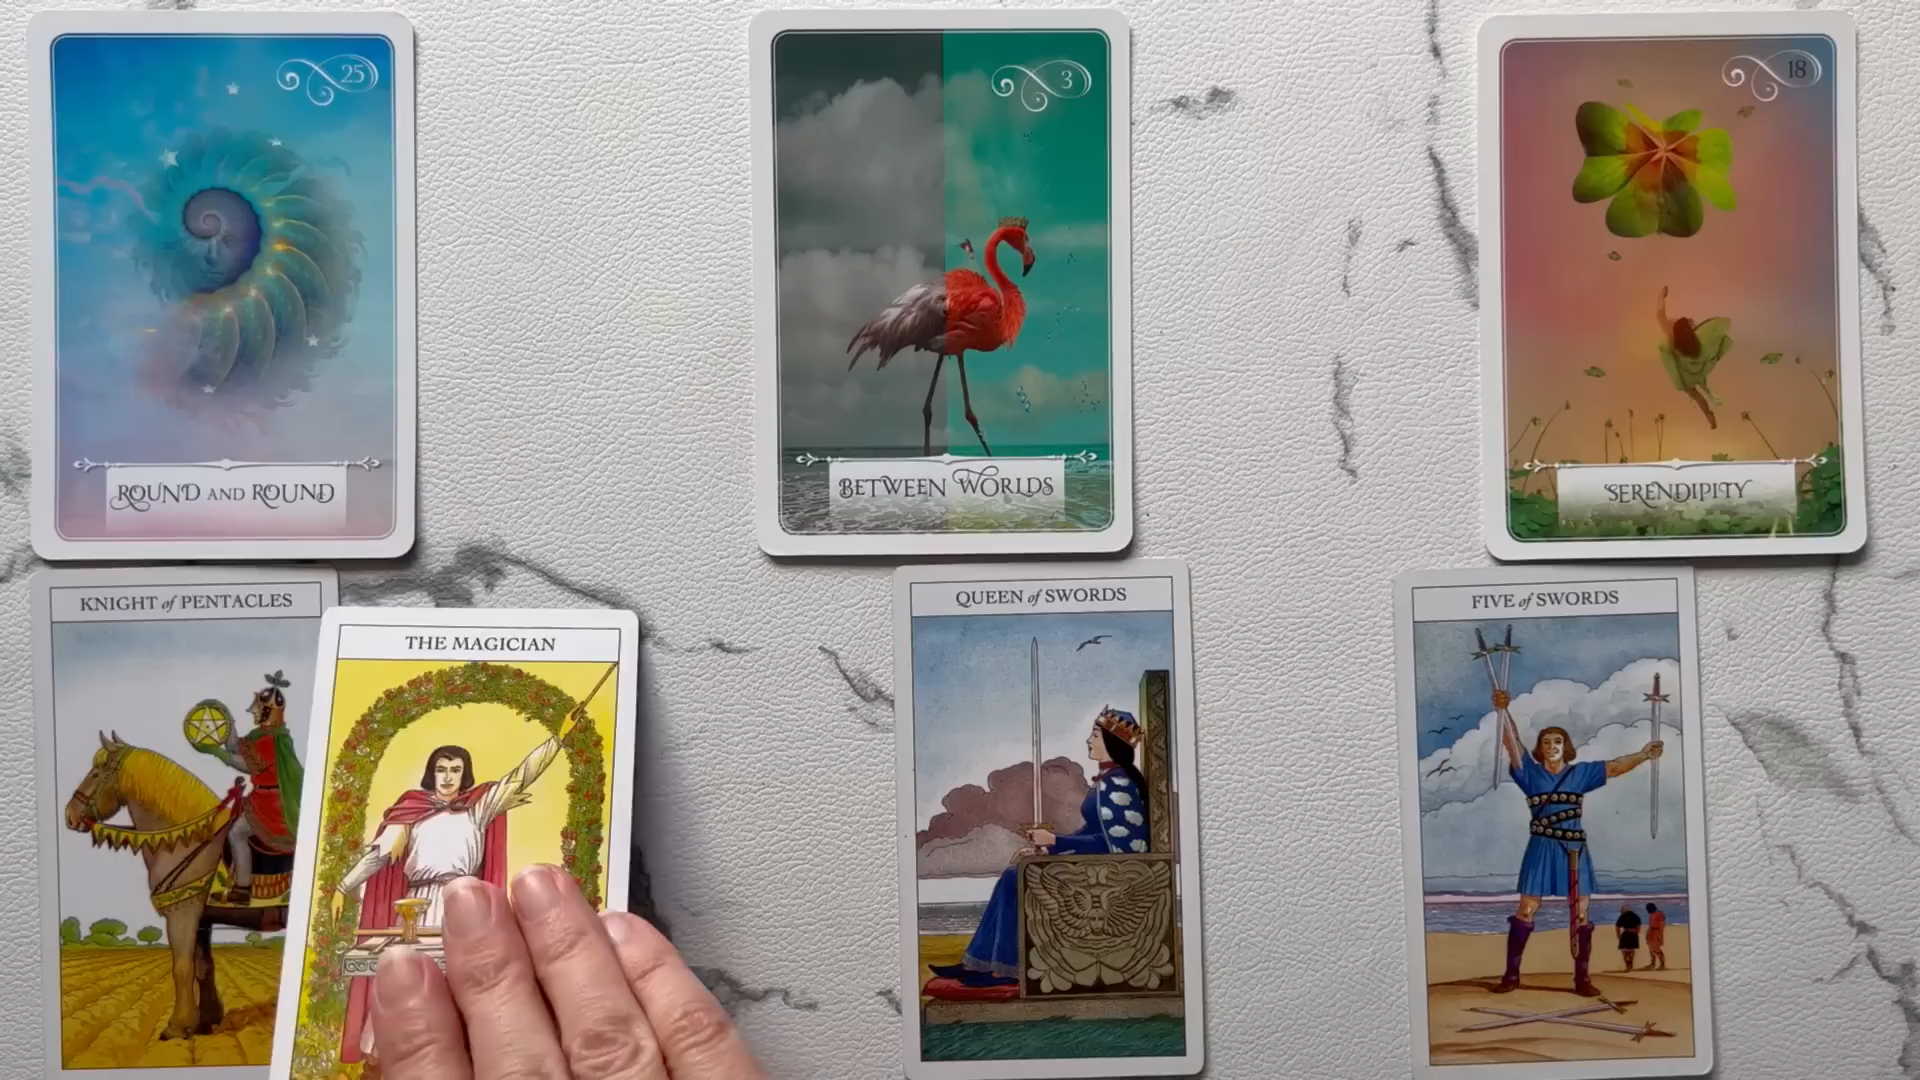 25
ROUND AND ROUND
3
BETWEEN WORLDS
18
SERENDIPITY
KNIGHT of PENTACLES
THE MAGICIAN
QUEEN of SWORDS
FIVE of SWORDS